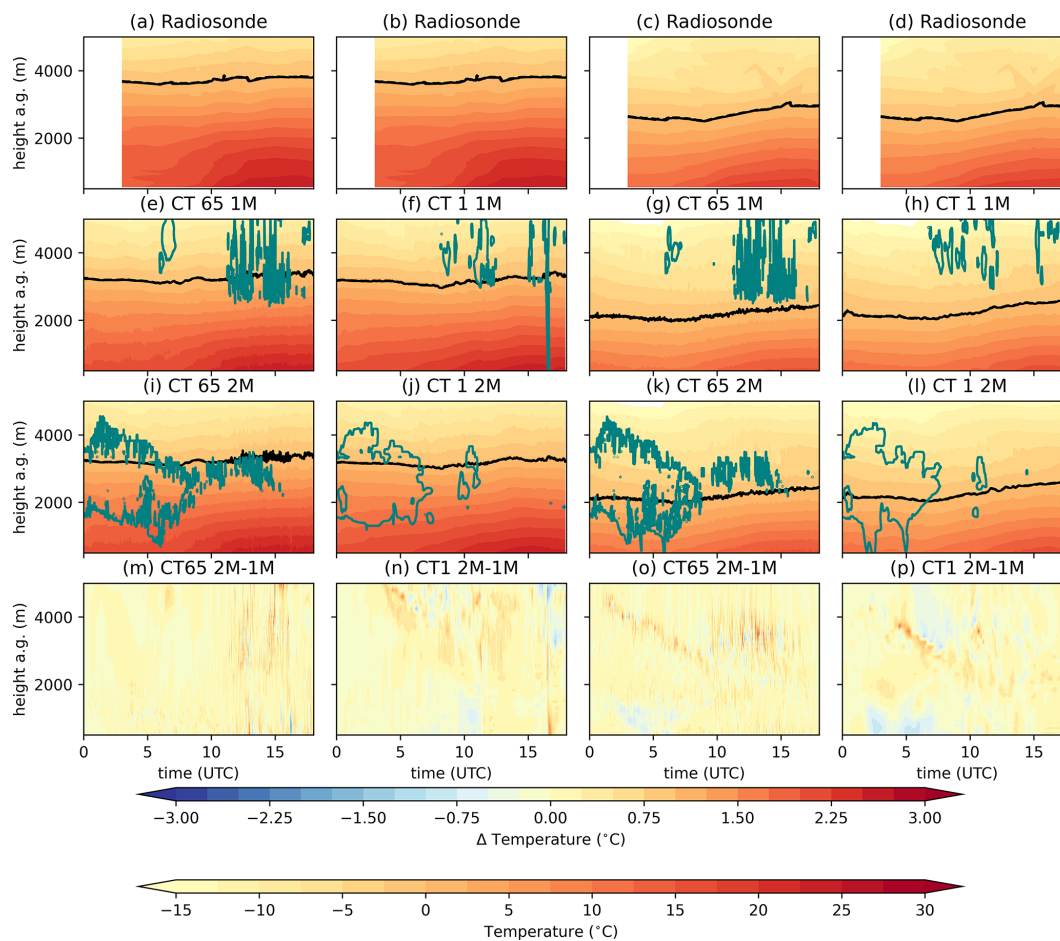 (a) Radiosonde (b) Radiosonde (c) Radiosonde (d) Radiosonde
height a.g. (m)
4000
2000
(e) CT 65 1M (f) CT 1 1M (g) CT 65 1M (h) CT 1 1M
height a.g. (m)
4000
2000
(i) CT 65 2M (j) CT 1 2M (k) CT 65 2M (l) CT 1 2M
height a.g. (m)
4000
2000
(m) CT65 2M-1M (n) CT1 2M-1M (o) CT65 2M-1M (p) CT1 2M-1M
height a.g. (m)
4000
2000
0 5 10 15 0 5 10 15 0 5 10 15 0 5 10 15
time (UTC) time (UTC) time (UTC) time (UTC)
−3.00 −2.25 −1.50 −0.75 0.00 0.75 1.50 2.25 3.00
Δ Temperature (°C)
−15 −10 −5 0 5 10 15 20 25 30
Temperature (°C)